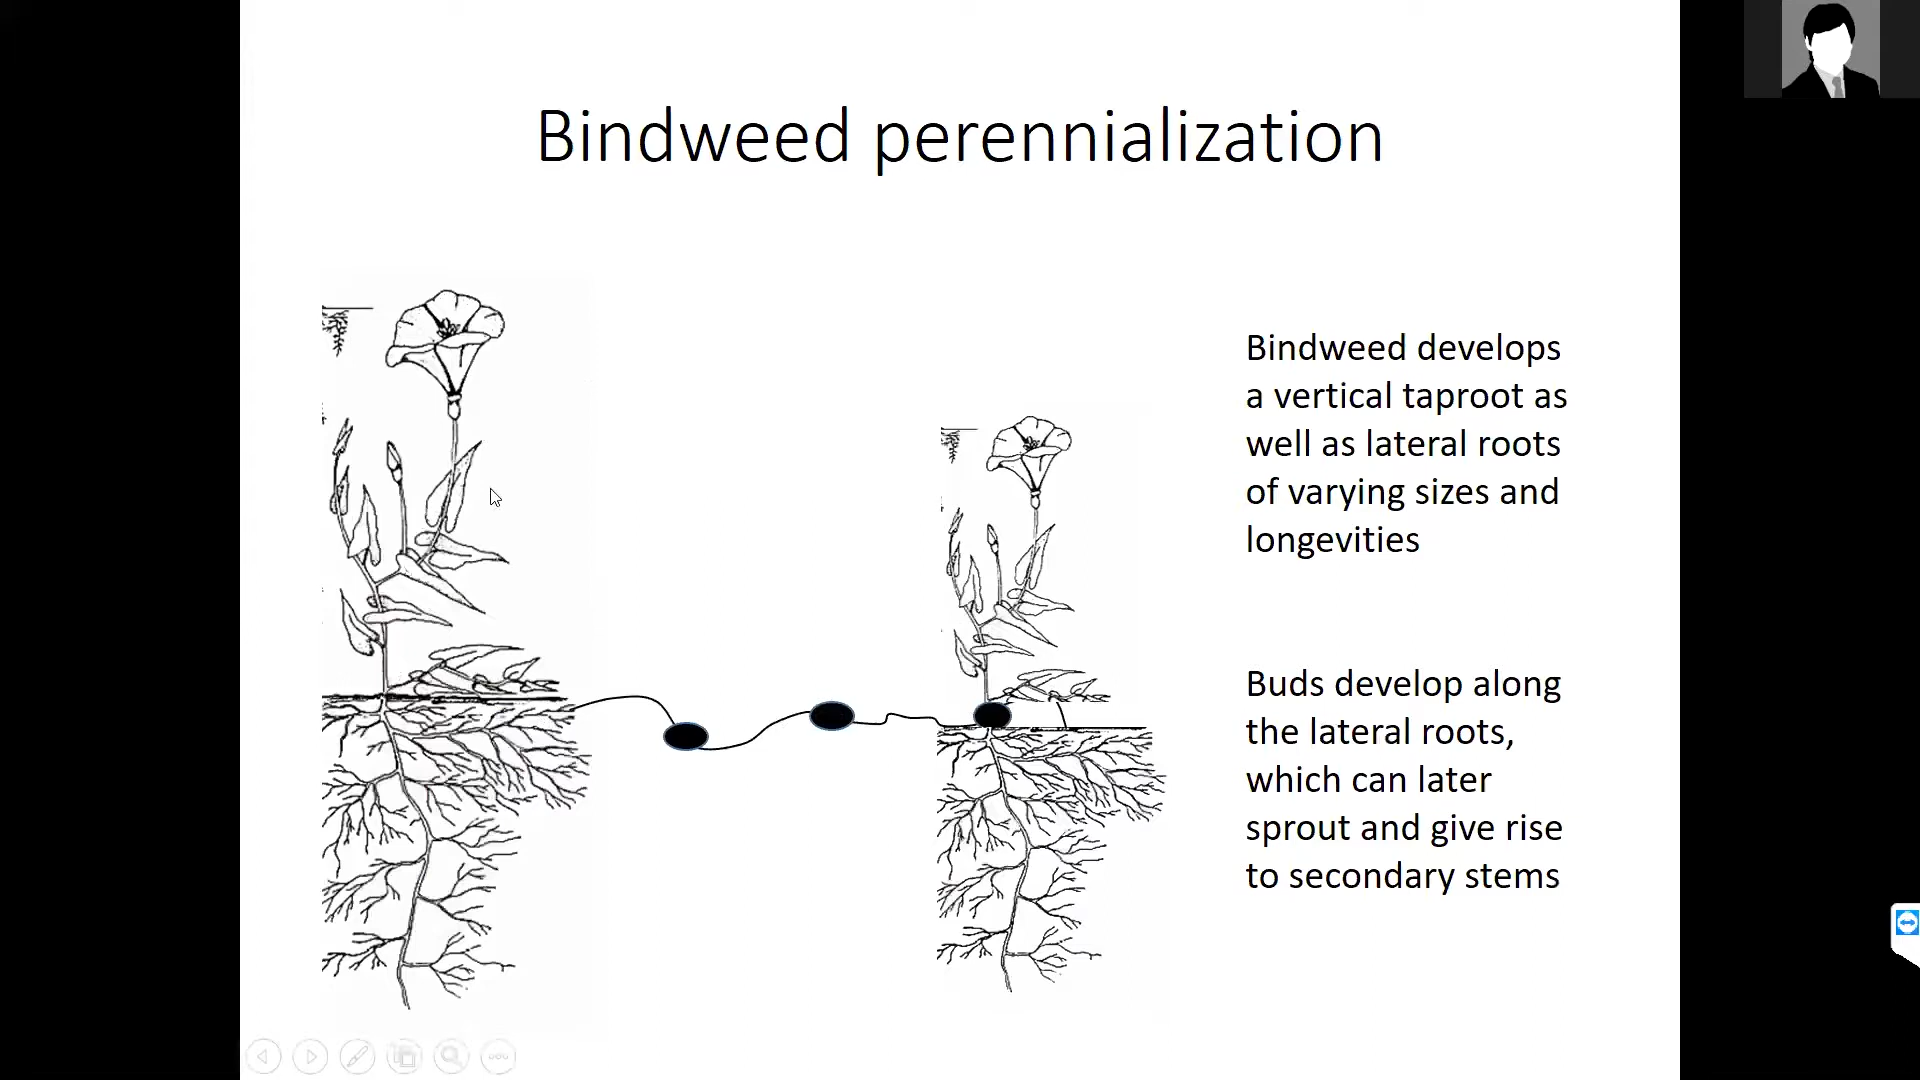 Bindweed perennialization
Bindweed develops
a vertical taproot as
well as lateral roots
of varying sizes and
longevities
Buds develop along
the lateral roots,
which can later
sprout and give rise
to secondary stems